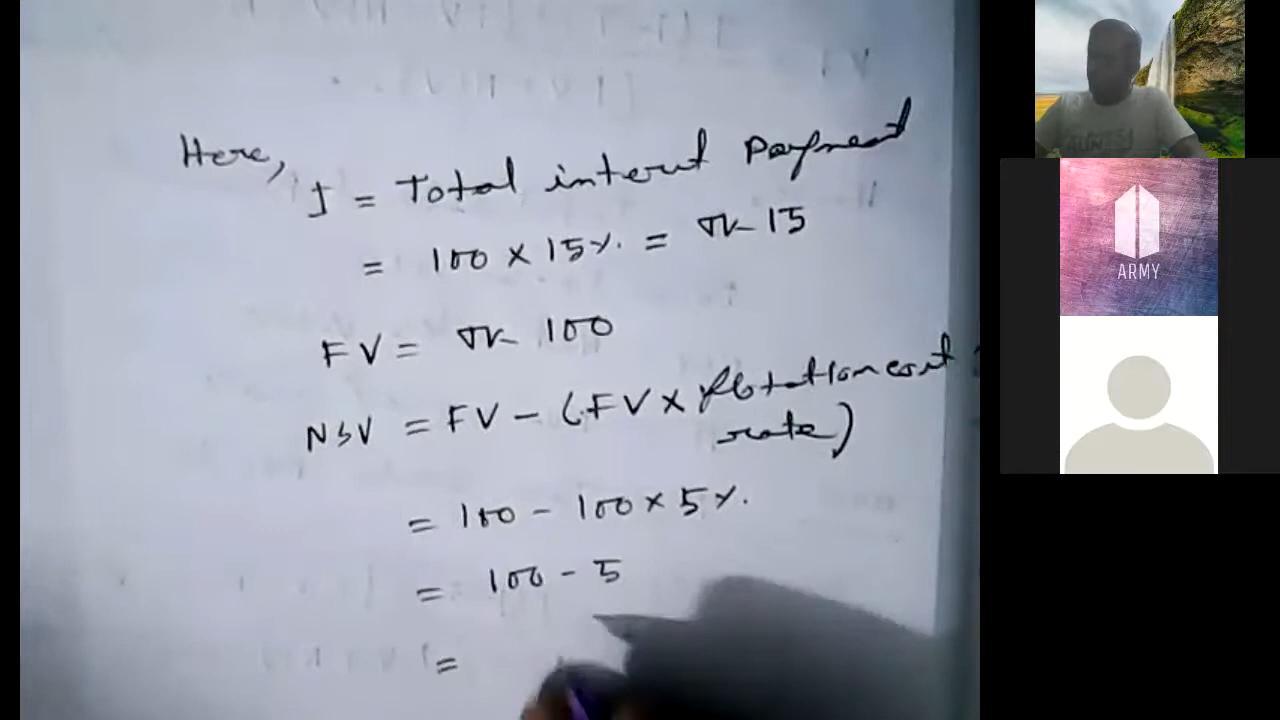 Here,
I = Total interest Payment
= 100 × 15% = TK 15
FV = TK 100
NSV = FV - (FV × flotation cost
rate)
= 100 - 100 × 5%.
= 100 - 5
=
ARMY